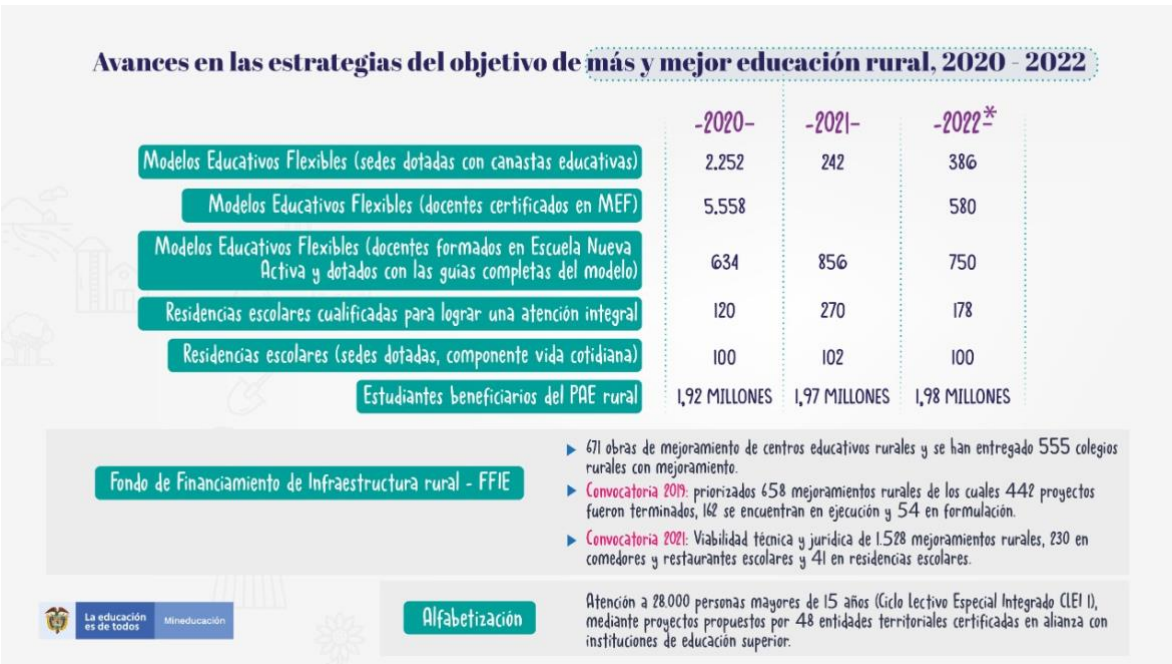 Avances en las estrategias del objetivo de más y mejor educación rural, 2020 - 2022
-2020- -2021- -2022*
Modelos Educativos Flexibles (sedes dotadas con canastas educativas) 2.252 242 386
Modelos Educativos Flexibles (docentes certificados en MEF) 5.558 580
Modelos Educativos Flexibles (docentes formados en Escuela Nueva
Activa y dotados con las guías completas del modelo) 634 856 750
Residencias escolares cualificadas para lograr una atención integral 120 270 178
Residencias escolares (sedes dotadas, componente vida cotidiana) 100 102 100
Estudiantes beneficiarios del PAE rural 1,92 MILLONES 1,97 MILLONES 1,98 MILLONES
Fondo de Financiamiento de Infraestructura rural - FFIE
671 obras de mejoramiento de centros educativos rurales y se han entregado 555 colegios
rurales con mejoramiento.
Convocatoria 2019: priorizados 658 mejoramientos rurales de los cuales 442 proyectos
fueron terminados, 162 se encuentran en ejecución y 54 en formulación.
Convocatoria 2021: Viabilidad técnica y jurídica de 1.528 mejoramientos rurales, 230 en
comedores y restaurantes escolares y 41 en residencias escolares.
Alfabetización
Atención a 28.000 personas mayores de 15 años (Ciclo Lectivo Especial Integrado CLEI 1),
mediante proyectos propuestos por 48 entidades territoriales certificadas en alianza con
instituciones de educación superior.
La educación
es de todos
Mineducación